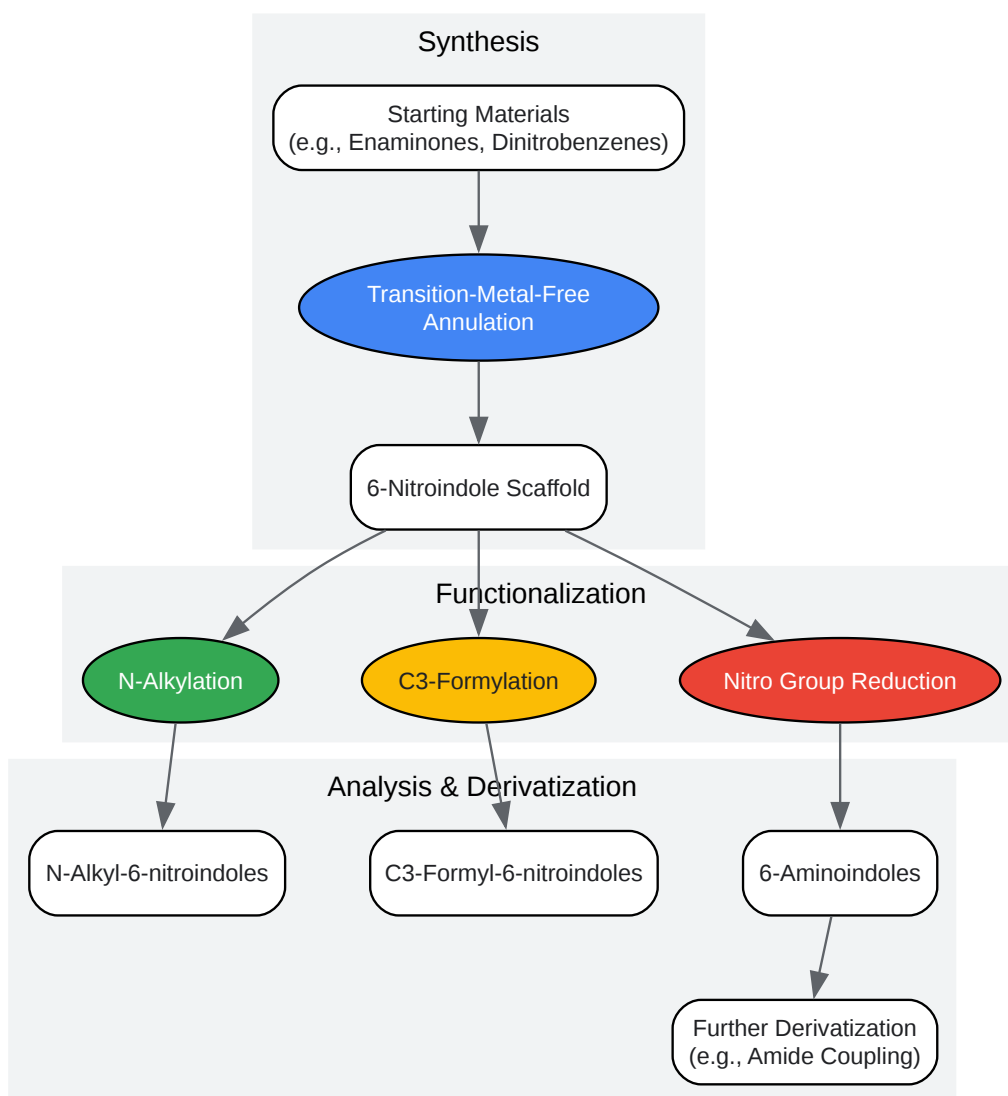 Synthesis
Starting Materials
(e.g., Enaminones, Dinitrobenzenes)
Transition-Metal-Free
Annulation
6-Nitroindole Scaffold
Functionalization
N-Alkylation
C3-Formylation
Nitro Group Reduction
Analysis & Derivatization
N-Alkyl-6-nitroindoles
C3-Formyl-6-nitroindoles
6-Aminoindoles
Further Derivatization
(e.g., Amide Coupling)